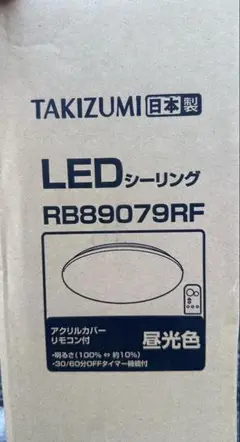 TAKIZUMI 日本製
LEDシーリング
RB89079RF
アクリルカバー
リモコン付
昼光色
・明るさ(100% ⇔ 約10%)
・30/60分OFFタイマー機能付